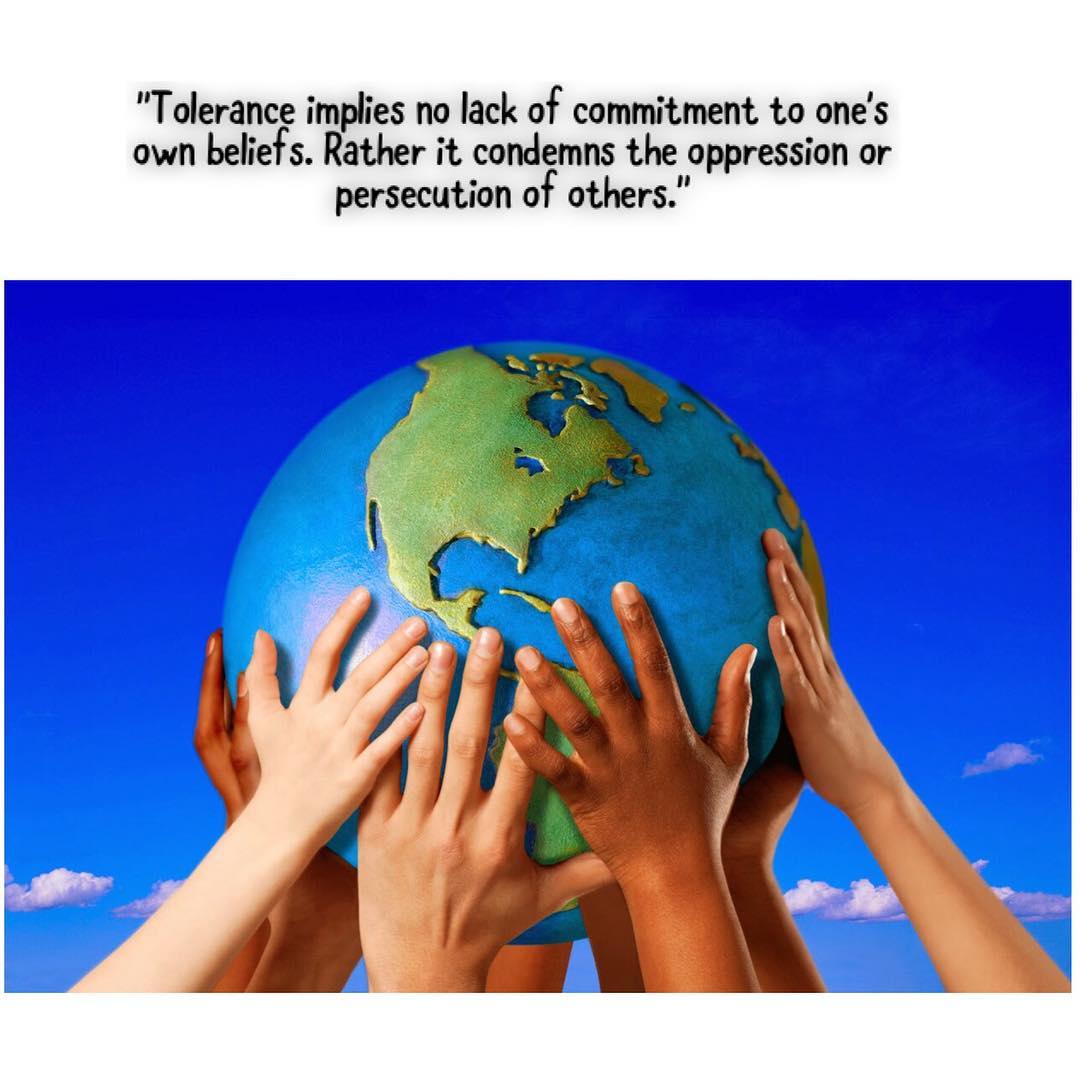 "Tolerance implies no lack of commitment to one's
own beliefs. Rather it condemns the oppression or
persecution of others."